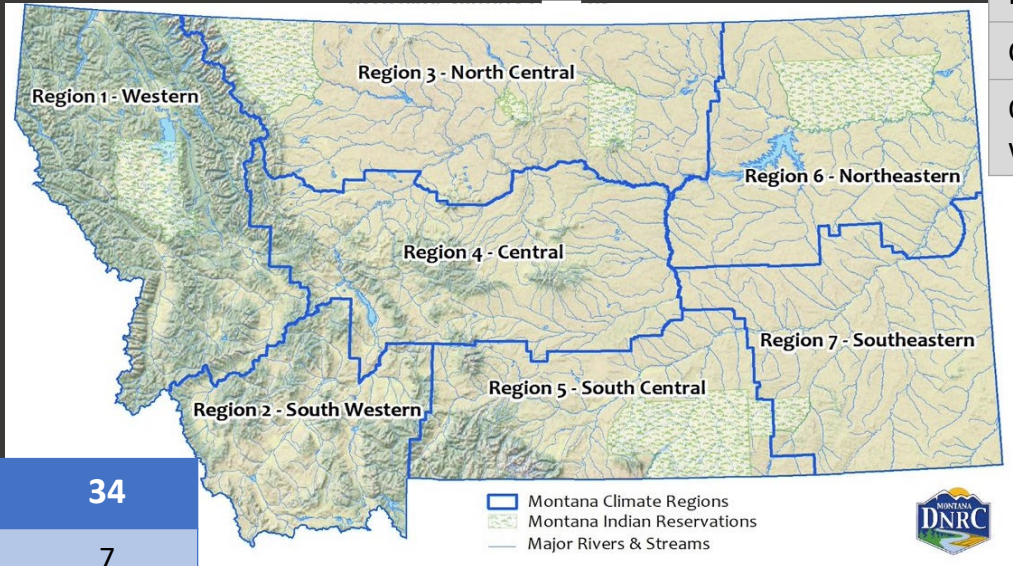 Region 3 - North Central
Region 1 - Western
Region 6 - Northeastern
Region 4 - Central
Region 7 - Southeastern
Region 5 - South Central
Region 2 - South Western
34
7
Montana Climate Regions
Montana Indian Reservations
Major Rivers & Streams
MONTANA
DNRC